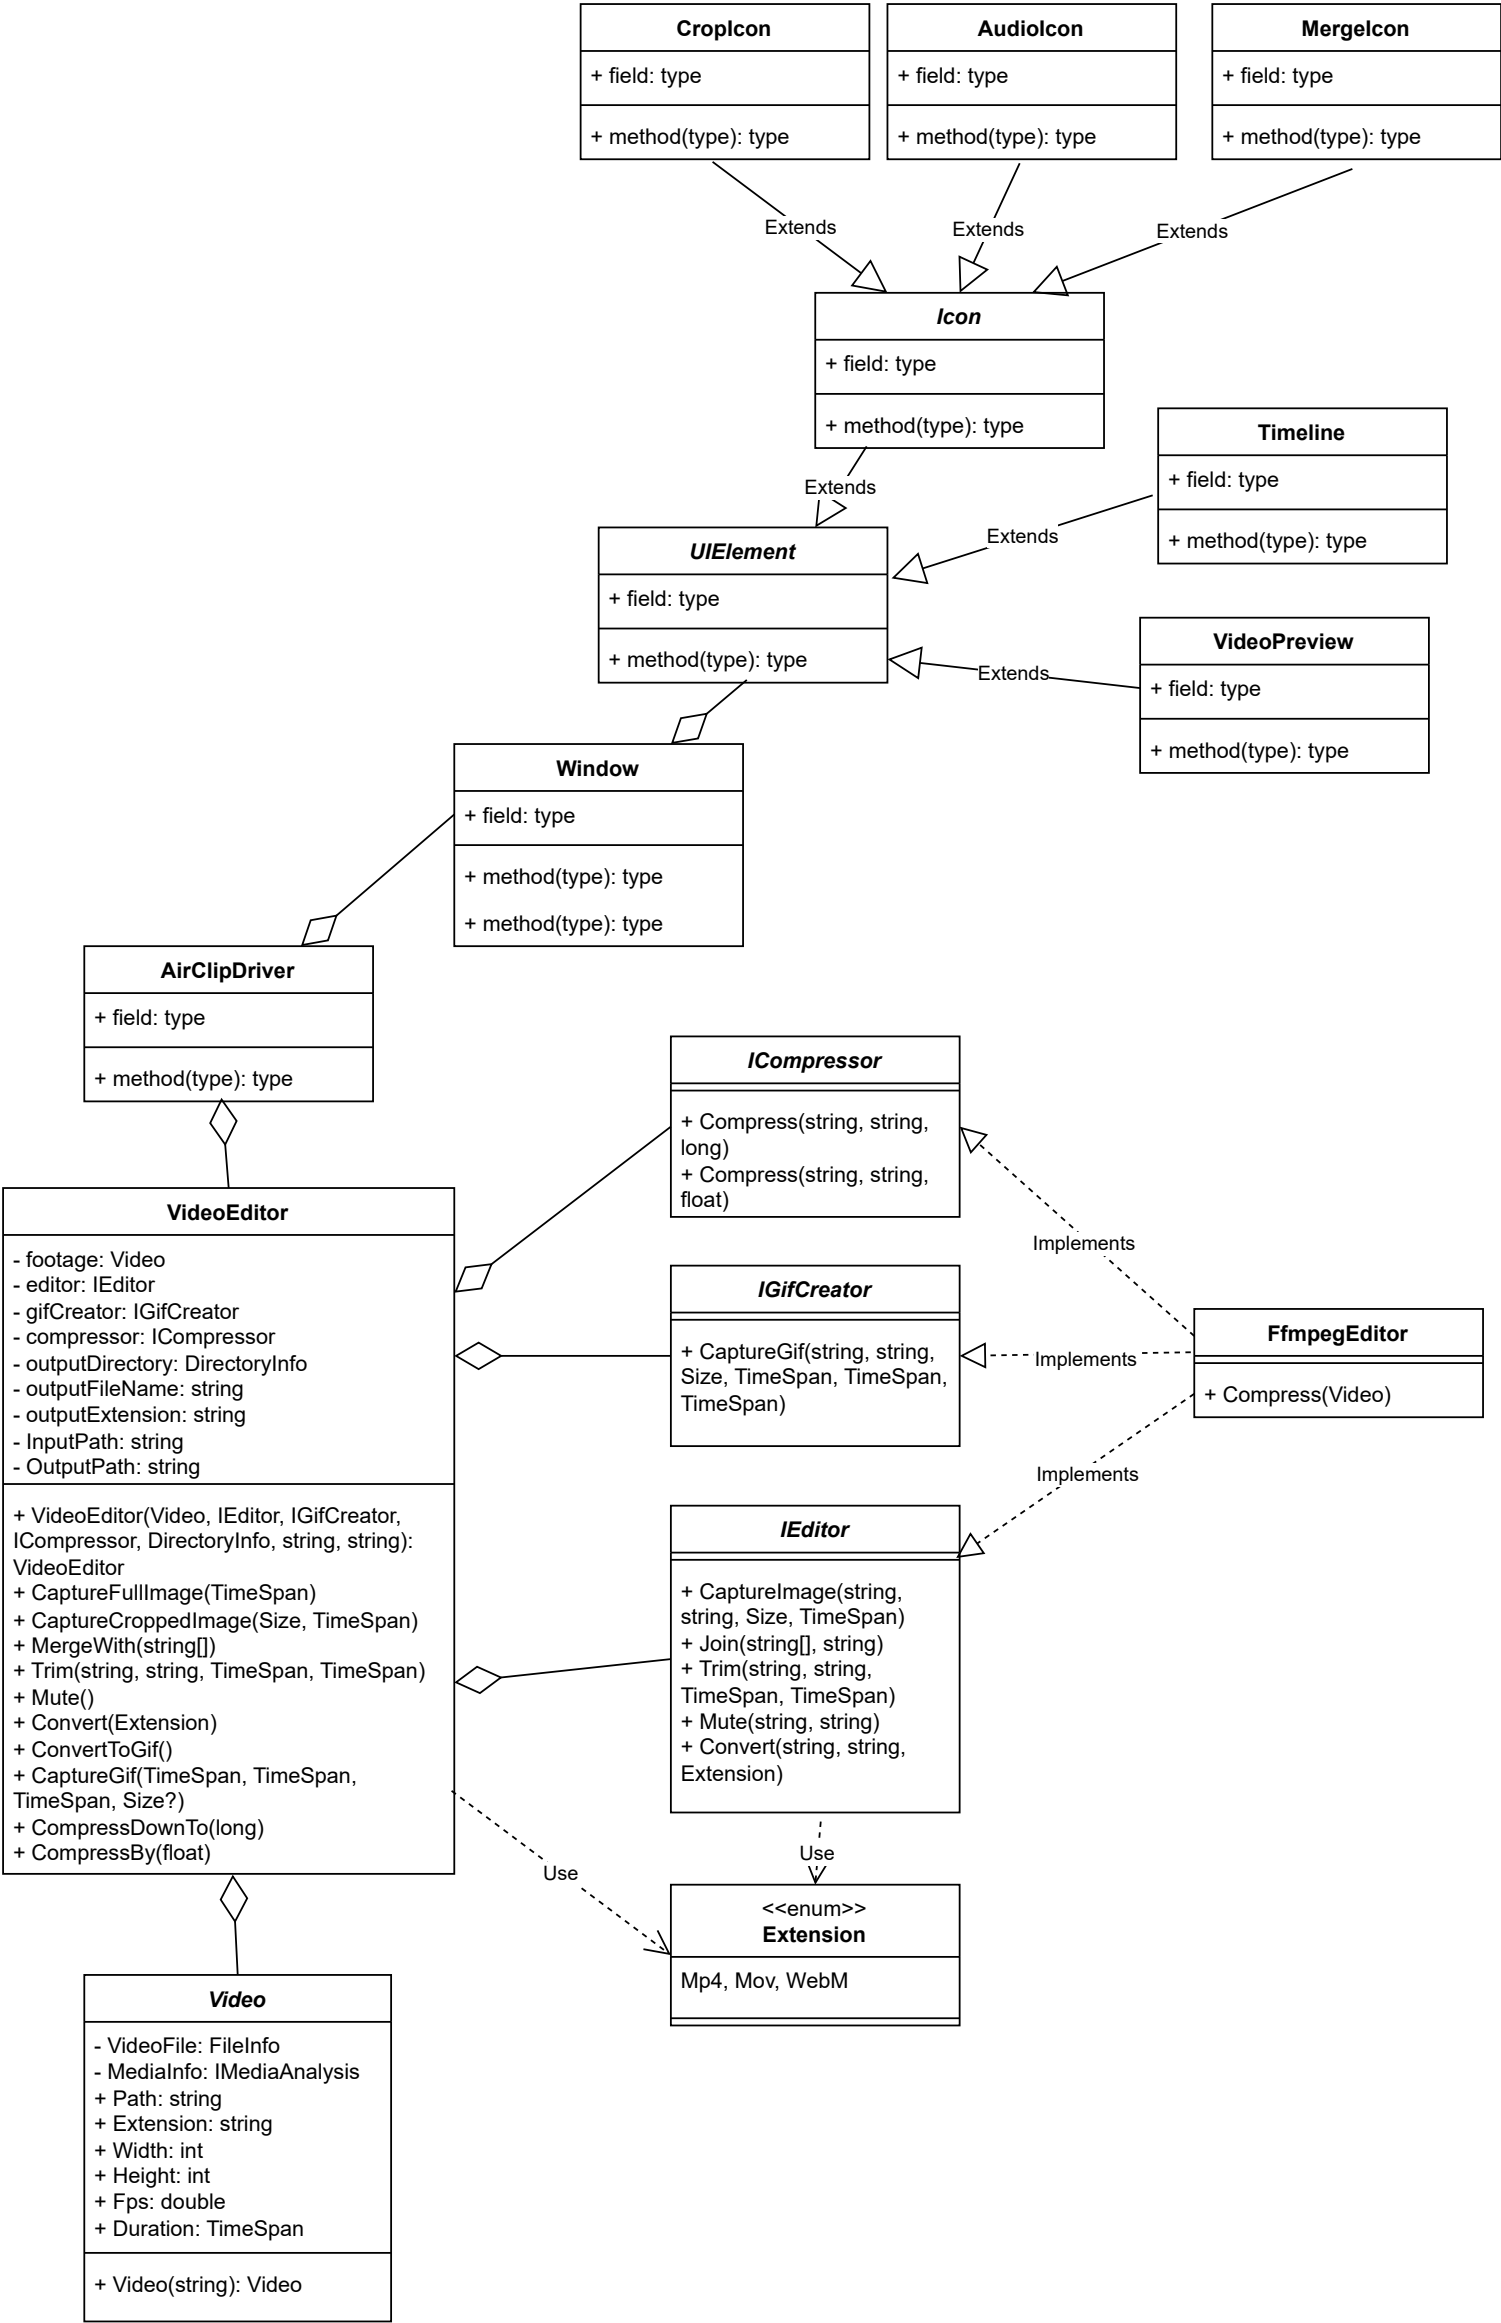 CropIcon
+ field: type
+ method(type): type
AudioIcon
+ field: type
+ method(type): type
MergeIcon
+ field: type
+ method(type): type
Extends
Extends
Extends
Icon
+ field: type
+ method(type): type
Timeline
+ field: type
+ method(type): type
Extends
Extends
UIElement
+ field: type
+ method(type): type
VideoPreview
+ field: type
+ method(type): type
Extends
Window
+ field: type
+ method(type): type
+ method(type): type
AirClipDriver
+ field: type
+ method(type): type
ICompressor
+ Compress(string, string,
long)
+ Compress(string, string,
float)
VideoEditor
- footage: Video
- editor: IEditor
- gifCreator: IGifCreator
- compressor: ICompressor
- outputDirectory: DirectoryInfo
- outputFileName: string
- outputExtension: string
- InputPath: string
- OutputPath: string
+ VideoEditor(Video, IEditor, IGifCreator,
ICompressor, DirectoryInfo, string, string):
VideoEditor
+ CaptureFullImage(TimeSpan)
+ CaptureCroppedImage(Size, TimeSpan)
+ MergeWith(string[])
+ Trim(string, string, TimeSpan, TimeSpan)
+ Mute()
+ Convert(Extension)
+ ConvertToGif()
+ CaptureGif(TimeSpan, TimeSpan,
TimeSpan, Size?)
+ CompressDownTo(long)
+ CompressBy(float)
IGifCreator
+ CaptureGif(string, string,
Size, TimeSpan, TimeSpan,
TimeSpan)
Implements
Implements
Implements
FfmpegEditor
+ Compress(Video)
IEditor
+ CaptureImage(string,
string, Size, TimeSpan)
+ Join(string[], string)
+ Trim(string, string,
TimeSpan, TimeSpan)
+ Mute(string, string)
+ Convert(string, string,
Extension)
Use
Use
<<enum>>
Extension
Mp4, Mov, WebM
Video
- VideoFile: FileInfo
- MediaInfo: IMediaAnalysis
+ Path: string
+ Extension: string
+ Width: int
+ Height: int
+ Fps: double
+ Duration: TimeSpan
+ Video(string): Video